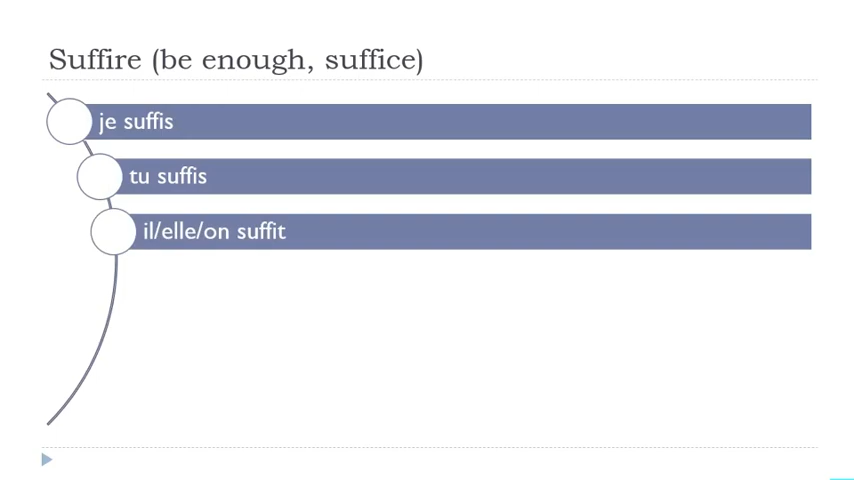 Suffire (be enough, suffice)
je suffis
tu suffis
il/elle/on suffit